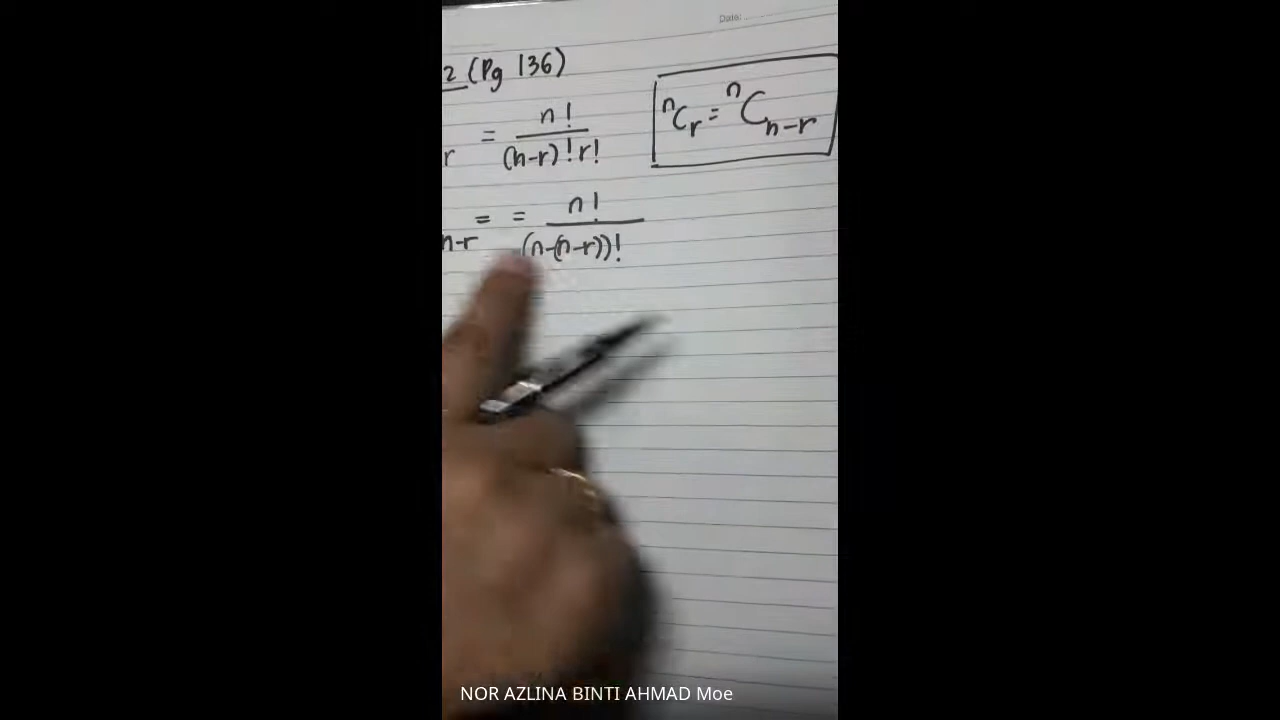 Date:
2 (Pg 136)
r = n! / (n-r)! r!
ⁿCᵣ = ⁿCₙ₋ᵣ
n-r = = n! / (n-(n-r))!
NOR AZLINA BINTI AHMAD Moe